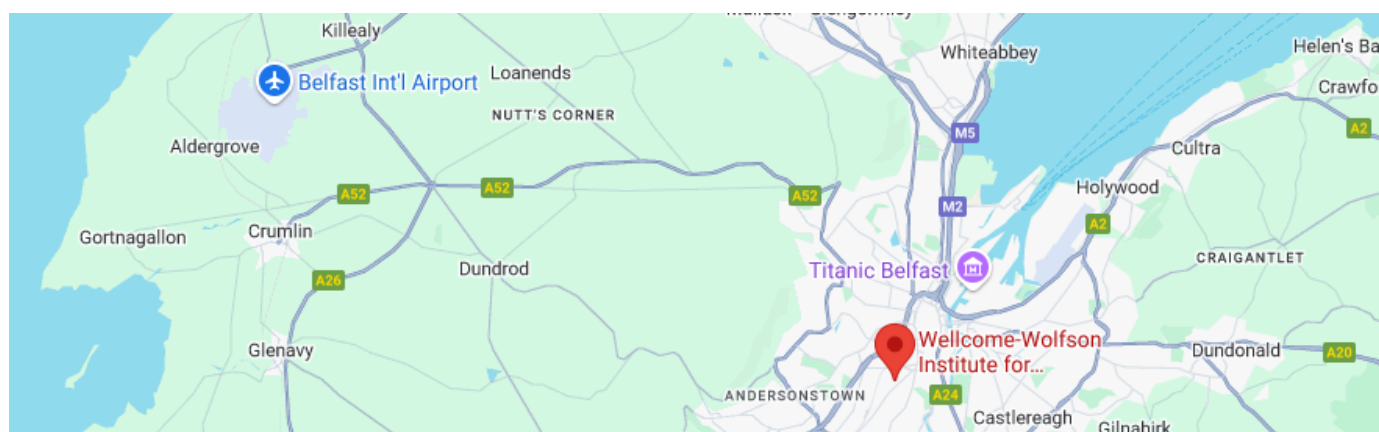 Killealy
Whiteabbey
Helen's Ba
Loanends
Belfast Int'l Airport
Crawfo
NUTT'S CORNER
M5
A2
Aldergrove
Cultra
A52
A52
A52
Holywood
M2
A2
Gortnagallon
Crumlin
CRAIGANTLET
Dundrod
Titanic Belfast
A26
Wellcome-Wolfson
Institute for...
Glenavy
Dundonald
A20
ANDERSONSTOWN
A24
Castlereagh
Gilnahirk